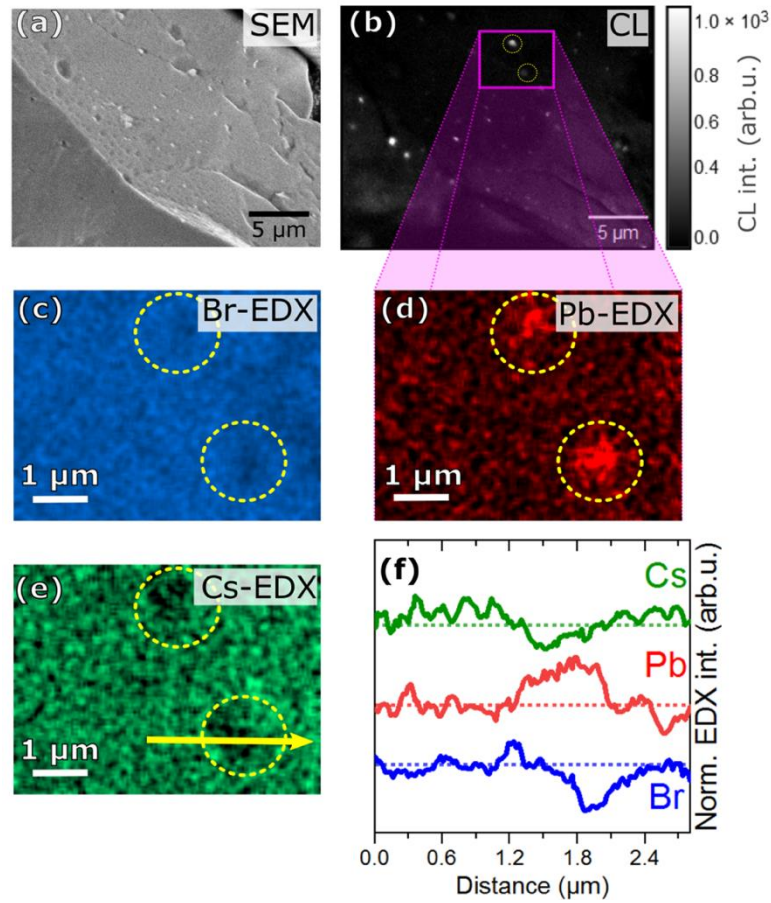 (a) SEM
5 µm
(b) CL
5 µm
1.0 × 10³
0.8
0.6
0.4
0.0
CL int. (arb.u.)
(c) Br-EDX
1 µm
(d) Pb-EDX
1 µm
(e) Cs-EDX
1 µm
(f)
Cs
Pb
Br
Norm. EDX int. (arb.u.)
0.0 0.6 1.2 1.8 2.4
Distance (µm)